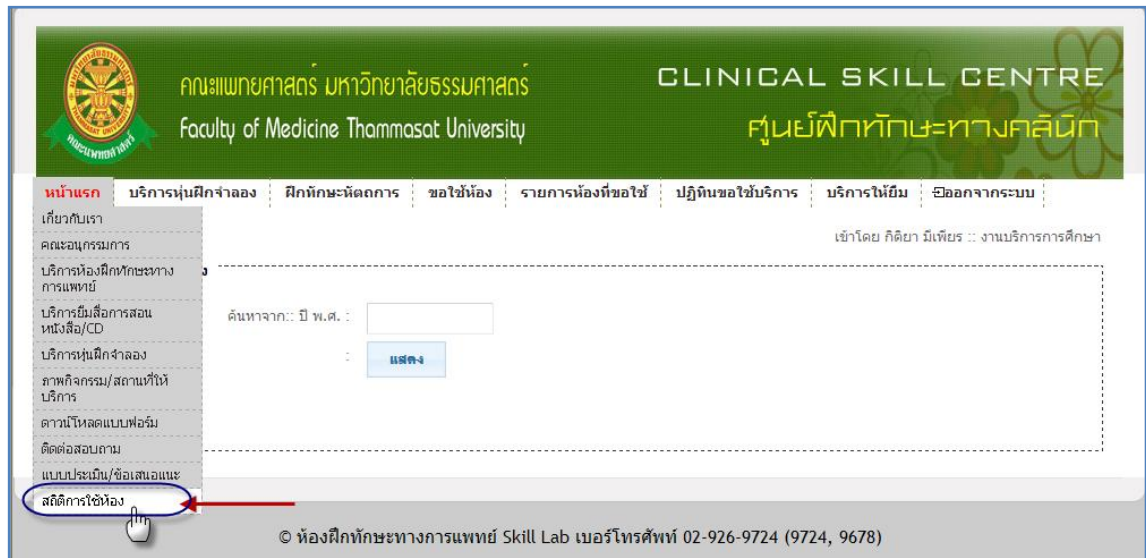 คณะแพทยศาสตร์ มหาวิทยาลัยธรรมศาสตร์
Faculty of Medicine Thammasat University
CLINICAL SKILL CENTRE
ศูนย์ฝึกทักษะทางคลินิก
หน้าแรก บริการหุ่นฝึกจำลอง ฝึกทักษะหัตถการ ขอใช้ห้อง รายการห้องที่ขอใช้ ปฏิทินขอใช้บริการ บริการให้ยืม ออกจากระบบ
เข้าโดย กิติยา มีเพียร :: งานบริการการศึกษา
เกี่ยวกับเรา
คณะอนุกรรมการ
บริการห้องฝึกทักษะทาง
การแพทย์
บริการยืมสื่อการสอน
หนังสือ/CD
บริการหุ่นฝึกจำลอง
ภาพกิจกรรม/สถานที่ให้
บริการ
ดาวน์โหลดแบบฟอร์ม
ติดต่อสอบถาม
แบบประเมิน/ข้อเสนอแนะ
สถิติการใช้ห้อง
ค้นหาจาก:: ปี พ.ศ. :
: แสดง
© ห้องฝึกทักษะทางการแพทย์ Skill Lab เบอร์โทรศัพท์ 02-926-9724 (9724, 9678)